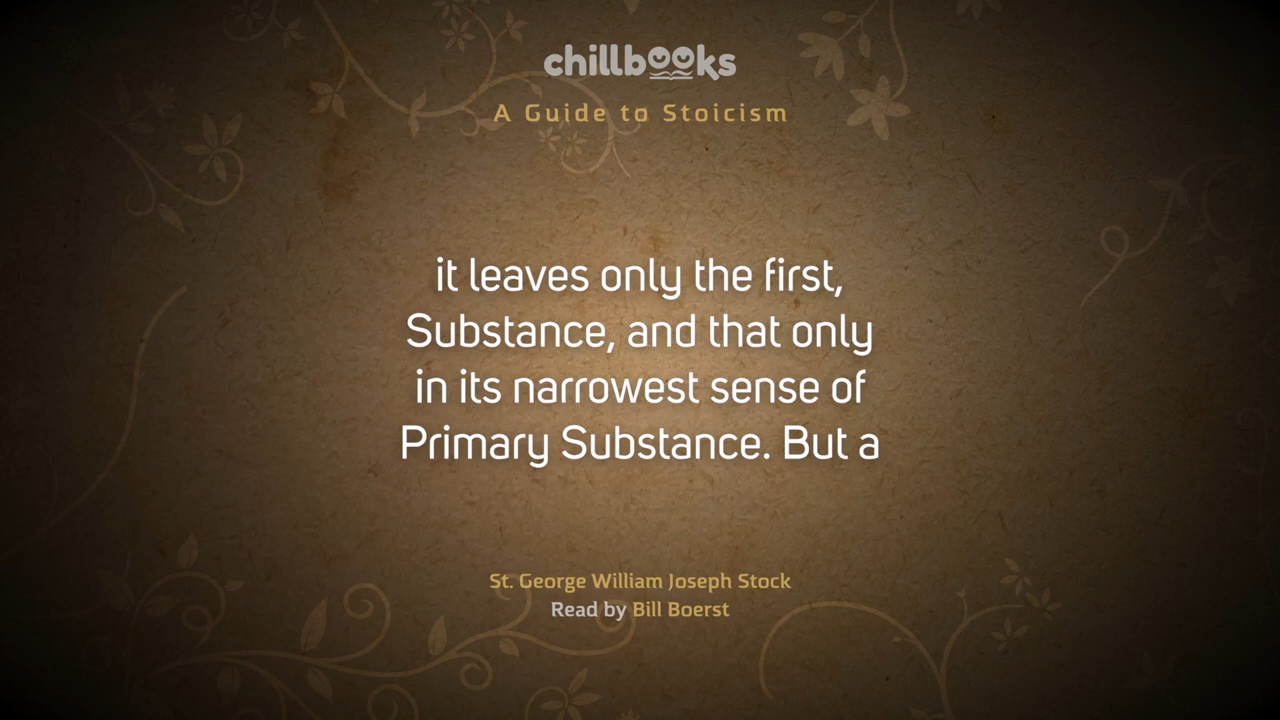 chillbooks
A Guide to Stoicism
it leaves only the first,
Substance, and that only
in its narrowest sense of
Primary Substance. But a
St. George William Joseph Stock
Read by Bill Boerst